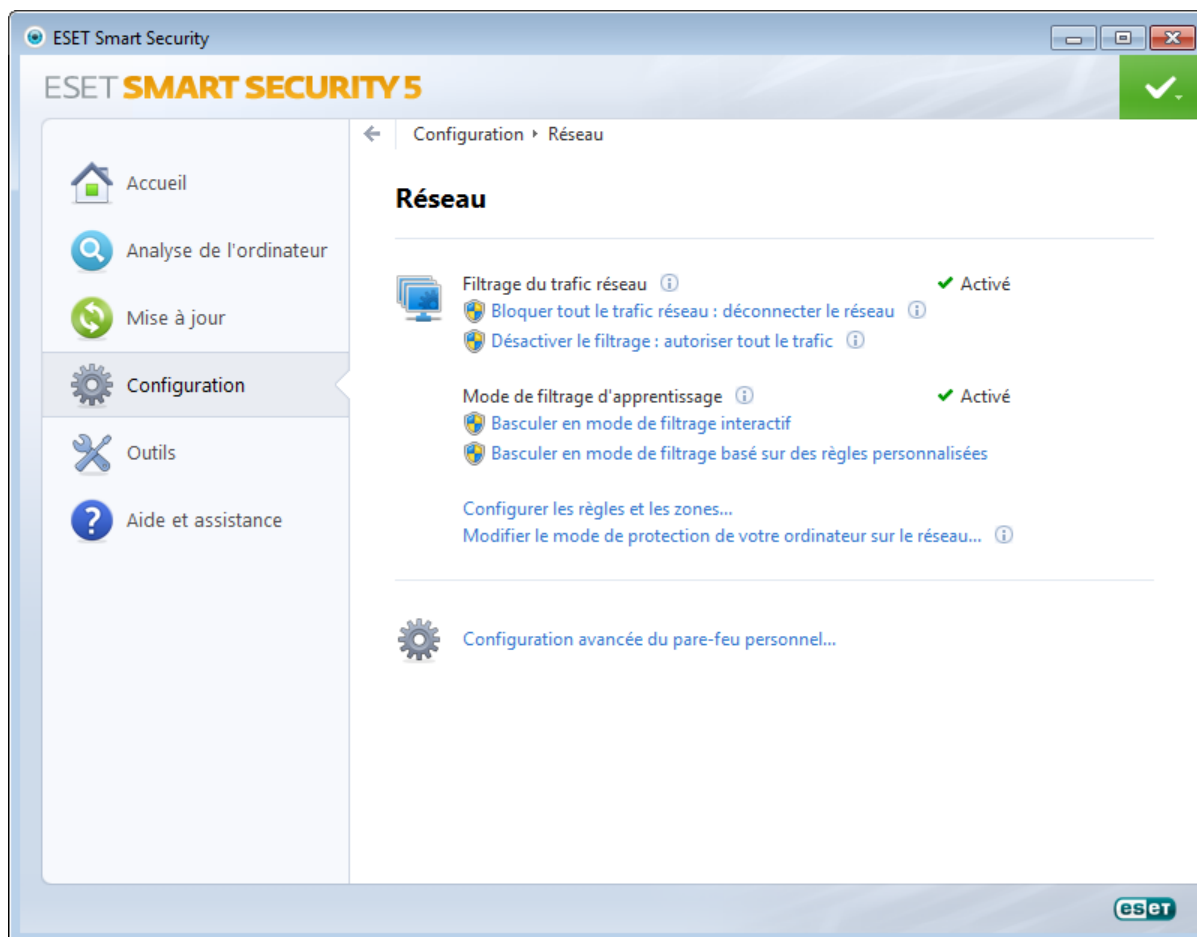 ESET Smart Security
ESET SMART SECURITY 5
Configuration ‣ Réseau
Accueil
Analyse de l'ordinateur
Mise à jour
Configuration
Outils
Aide et assistance
Réseau
Filtrage du trafic réseau Activé
Bloquer tout le trafic réseau : déconnecter le réseau
Désactiver le filtrage : autoriser tout le trafic
Mode de filtrage d'apprentissage Activé
Basculer en mode de filtrage interactif
Basculer en mode de filtrage basé sur des règles personnalisées
Configurer les règles et les zones...
Modifier le mode de protection de votre ordinateur sur le réseau...
Configuration avancée du pare-feu personnel...
eset